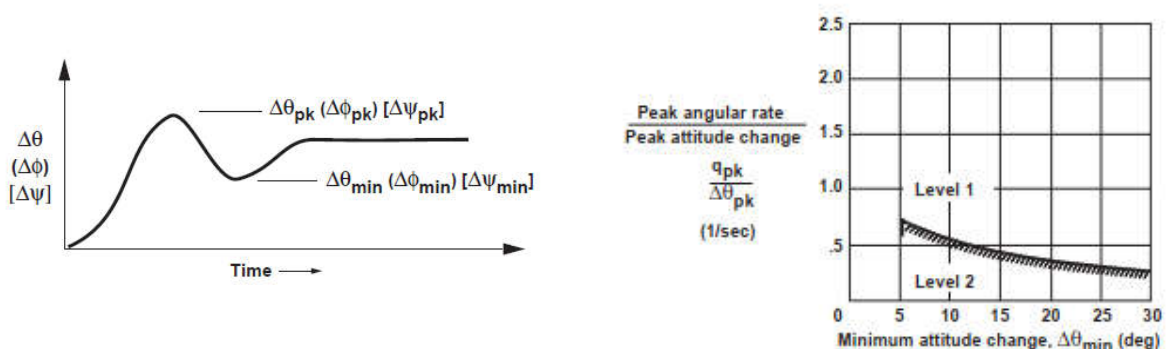 Δθ
(Δϕ)
[Δψ]
Δθpk (Δϕpk) [Δψpk]
Δθmin (Δϕmin) [Δψmin]
Time
Peak angular rate
Peak attitude change
qpk
Δθpk
(1/sec)
2.5
2.0
1.5
1.0
.5
Level 1
Level 2
0 5 10 15 20 25 30
Minimum attitude change, Δθmin (deg)